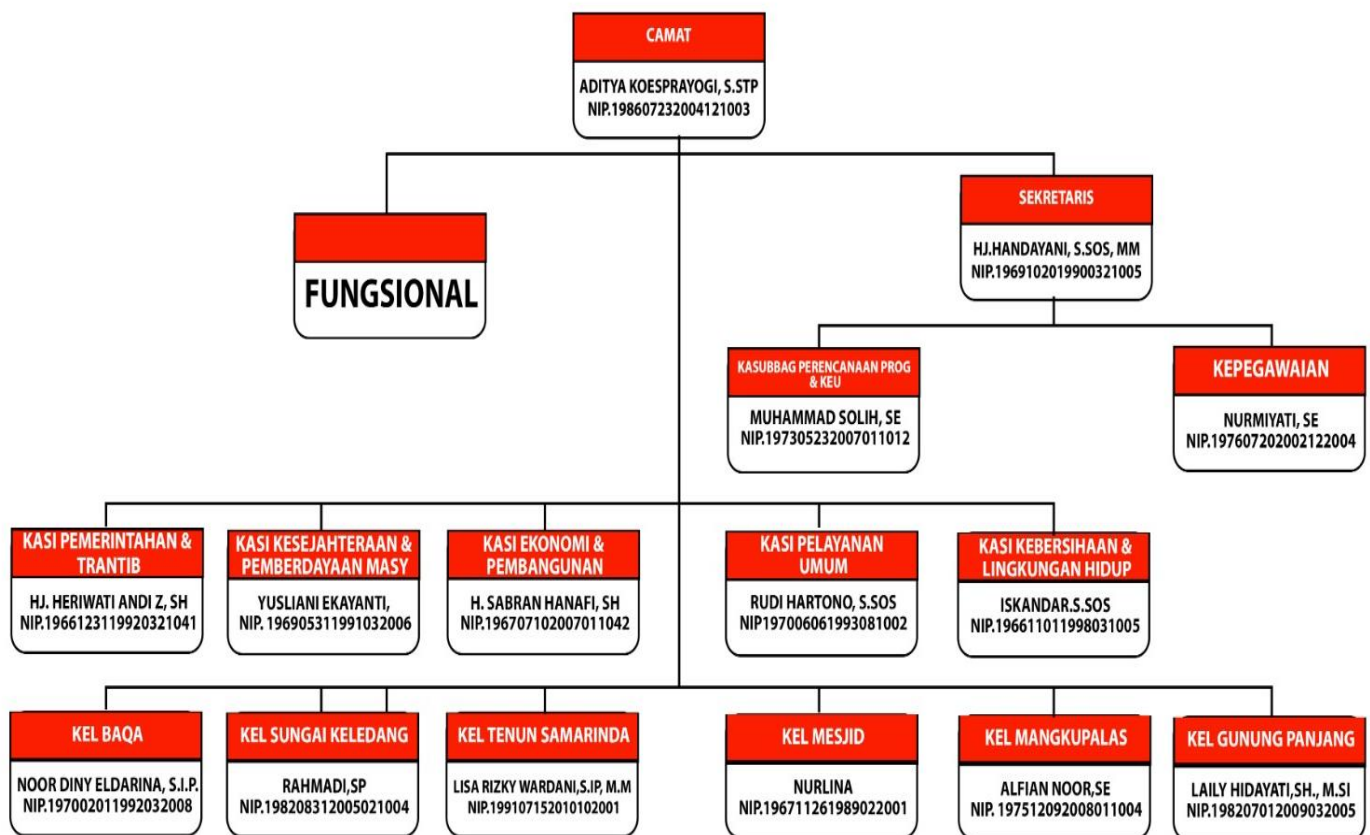 CAMAT
ADITYA KOESPRAYOGI, S.STP
NIP.198607232004121003
SEKRETARIS
HJ.HANDAYANI, S.SOS, MM
NIP.1969102019900321005
FUNGSIONAL
KASUBBAG PERENCANAAN PROG
& KEU
MUHAMMAD SOLIH, SE
NIP.197305232007011012
KEPEGAWAIAN
NURMIYATI, SE
NIP.197607202002122004
KASI PEMERINTAHAN &
TRANTIB
HJ. HERIWATI ANDI Z, SH
NIP.1966123119920321041
KASI KESEJAHTERAAN &
PEMBERDAYAAN MASY
YUSLIANI EKAYANTI,
NIP. 196905311991032006
KASI EKONOMI &
PEMBANGUNAN
H. SABRAN HANAFI, SH
NIP.196707102007011042
KASI PELAYANAN
UMUM
RUDI HARTONO, S.SOS
NIP197006061993081002
KASI KEBERSIHAAN &
LINGKUNGAN HIDUP
ISKANDAR.S.SOS
NIP.196611011998031005
KEL BAQA
NOOR DINY ELDARINA, S.I.P.
NIP.197002011992032008
KEL SUNGAI KELEDANG
RAHMADI,SP
NIP.198208312005021004
KEL TENUN SAMARINDA
LISA RIZKY WARDANI,S.IP, M.M
NIP.199107152010102001
KEL MESJID
NURLINA
NIP.196711261989022001
KEL MANGKUPALAS
ALFIAN NOOR,SE
NIP. 197512092008011004
KEL GUNUNG PANJANG
LAILY HIDAYATI,SH., M.SI
NIP.198207012009032005